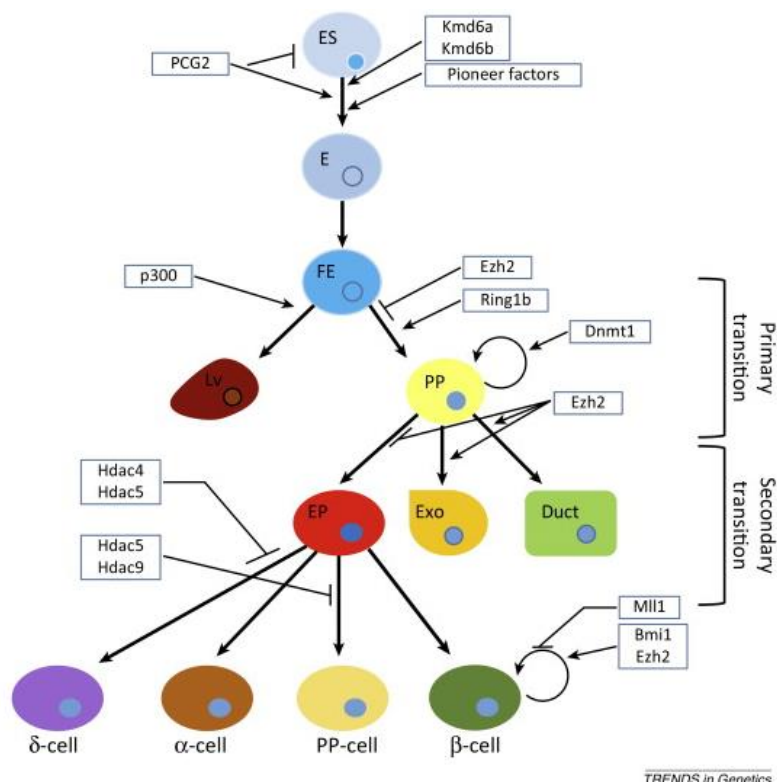 ES
Kmd6a
Kmd6b
PCG2
Pioneer factors
E
p300
FE
Ezh2
Ring1b
Dnmt1
Lv
PP
Ezh2
Primary
transition
Hdac4
Hdac5
EP
Exo
Duct
Hdac5
Hdac9
Secondary
transition
Mll1
Bmi1
Ezh2
δ-cell
α-cell
PP-cell
β-cell
TRENDS in Genetics